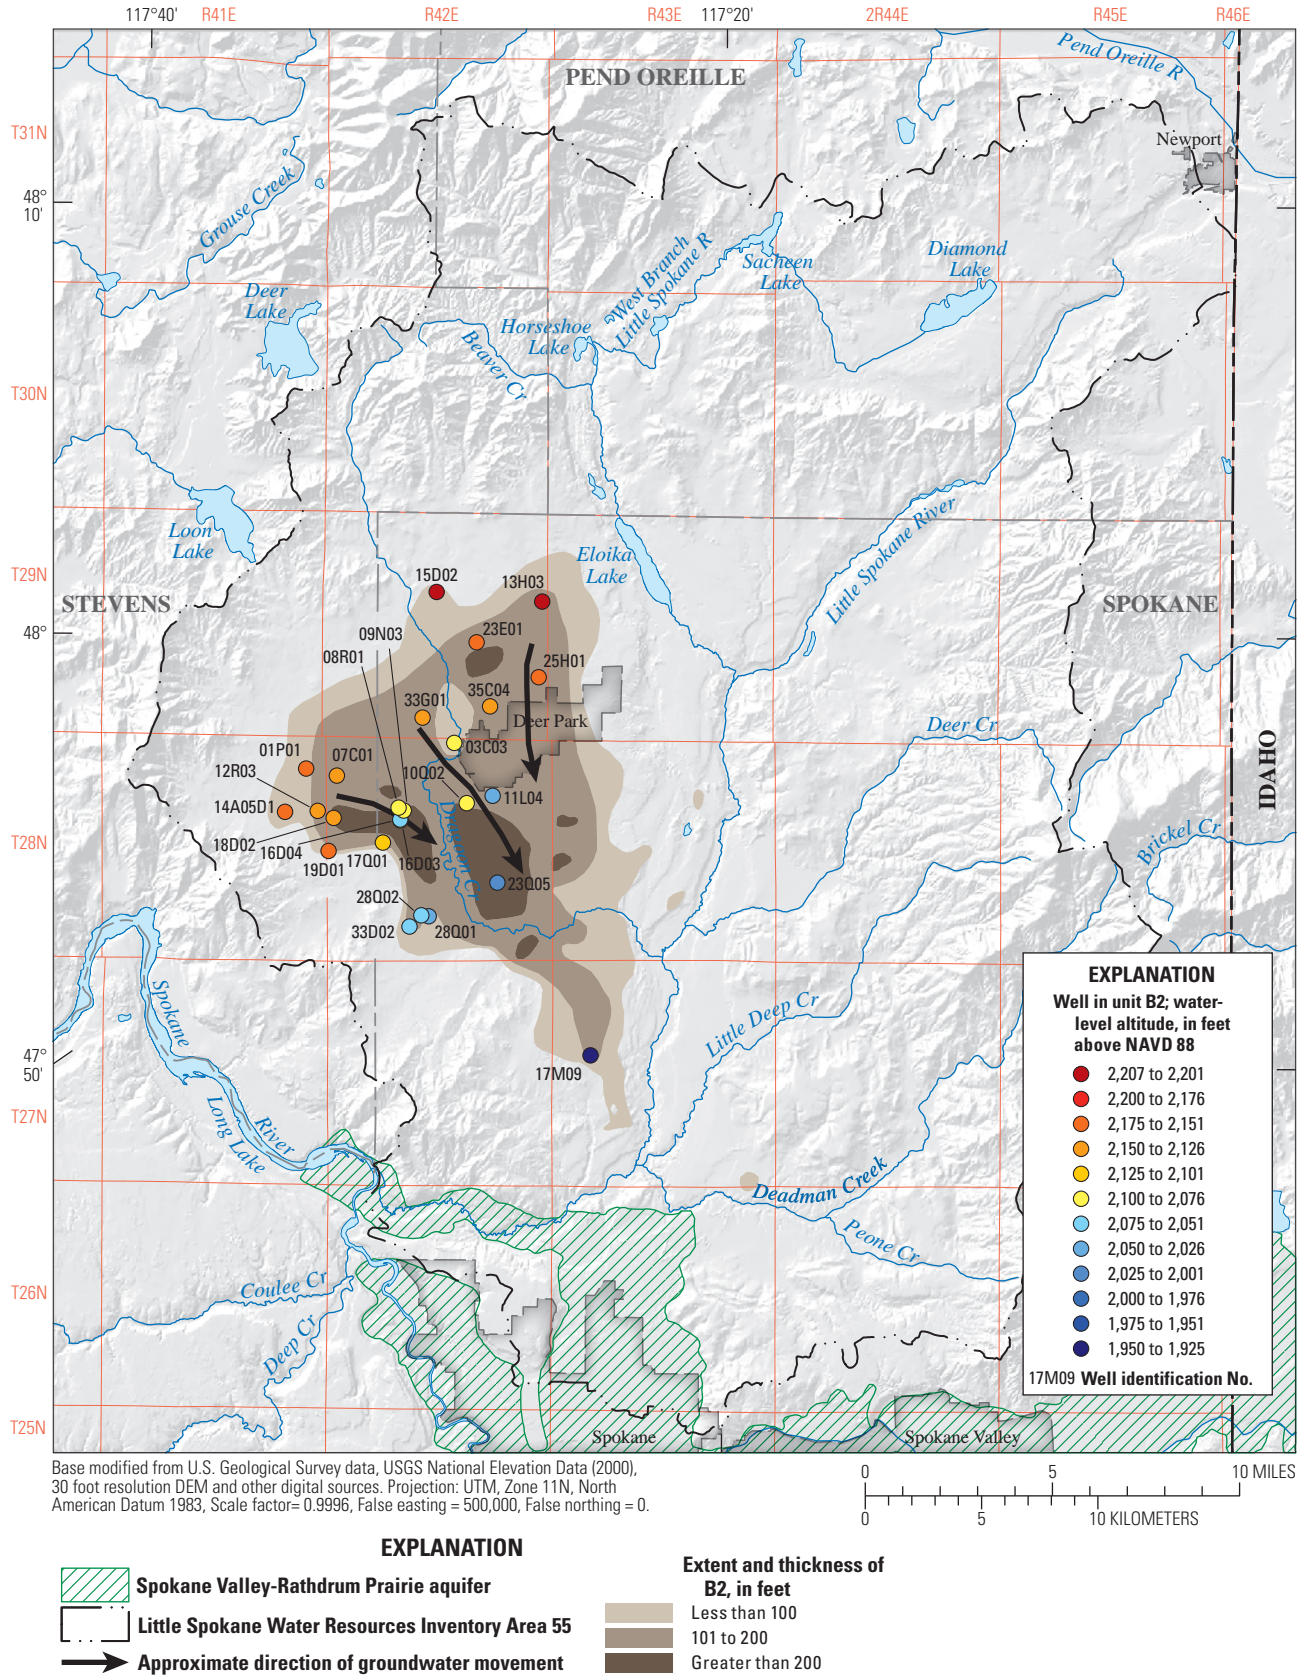 117°40'
R41E
R42E
R43E
117°20'
2R44E
R45E
R46E
PEND OREILLE
Pend Oreille R
T31N
Newport
48°
10'
Grouse Creek
West Branch
Little Spokane R
Sacheen
Lake
Diamond
Lake
Deer
Lake
Horseshoe
Lake
Beaver Cr
T30N
Loon
Lake
Eloika
Lake
Little Spokane River
T29N
STEVENS
SPOKANE
48°
15D02
13H03
09N03
08R01
23E01
25H01
33G01
35C04
Deer Park
Deer Cr
IDAHO
01P01
07C01
03C03
12R03
10Q02
11L04
14A05D1
18D02
16D04
19D01
17Q01
16D03
Dragoon Cr
23Q05
T28N
Brickel Cr
28Q02
33D02
28Q01
Spokane
River
Long Lake
Little Deep Cr
47°
50'
17M09
T27N
Deadman Creek
Peone Cr
T26N
Coulee Cr
Deep Cr
T25N
Spokane
Spokane Valley
EXPLANATION
Well in unit B2; water-
level altitude, in feet
above NAVD 88
2,207 to 2,201
2,200 to 2,176
2,175 to 2,151
2,150 to 2,126
2,125 to 2,101
2,100 to 2,076
2,075 to 2,051
2,050 to 2,026
2,025 to 2,001
2,000 to 1,976
1,975 to 1,951
1,950 to 1,925
17M09 Well identification No.
Base modified from U.S. Geological Survey data, USGS National Elevation Data (2000),
30 foot resolution DEM and other digital sources. Projection: UTM, Zone 11N, North
American Datum 1983, Scale factor= 0.9996, False easting = 500,000, False northing = 0.
0 5 10 MILES
0 5 10 KILOMETERS
EXPLANATION
Spokane Valley-Rathdrum Prairie aquifer
Little Spokane Water Resources Inventory Area 55
Approximate direction of groundwater movement
Extent and thickness of
B2, in feet
Less than 100
101 to 200
Greater than 200